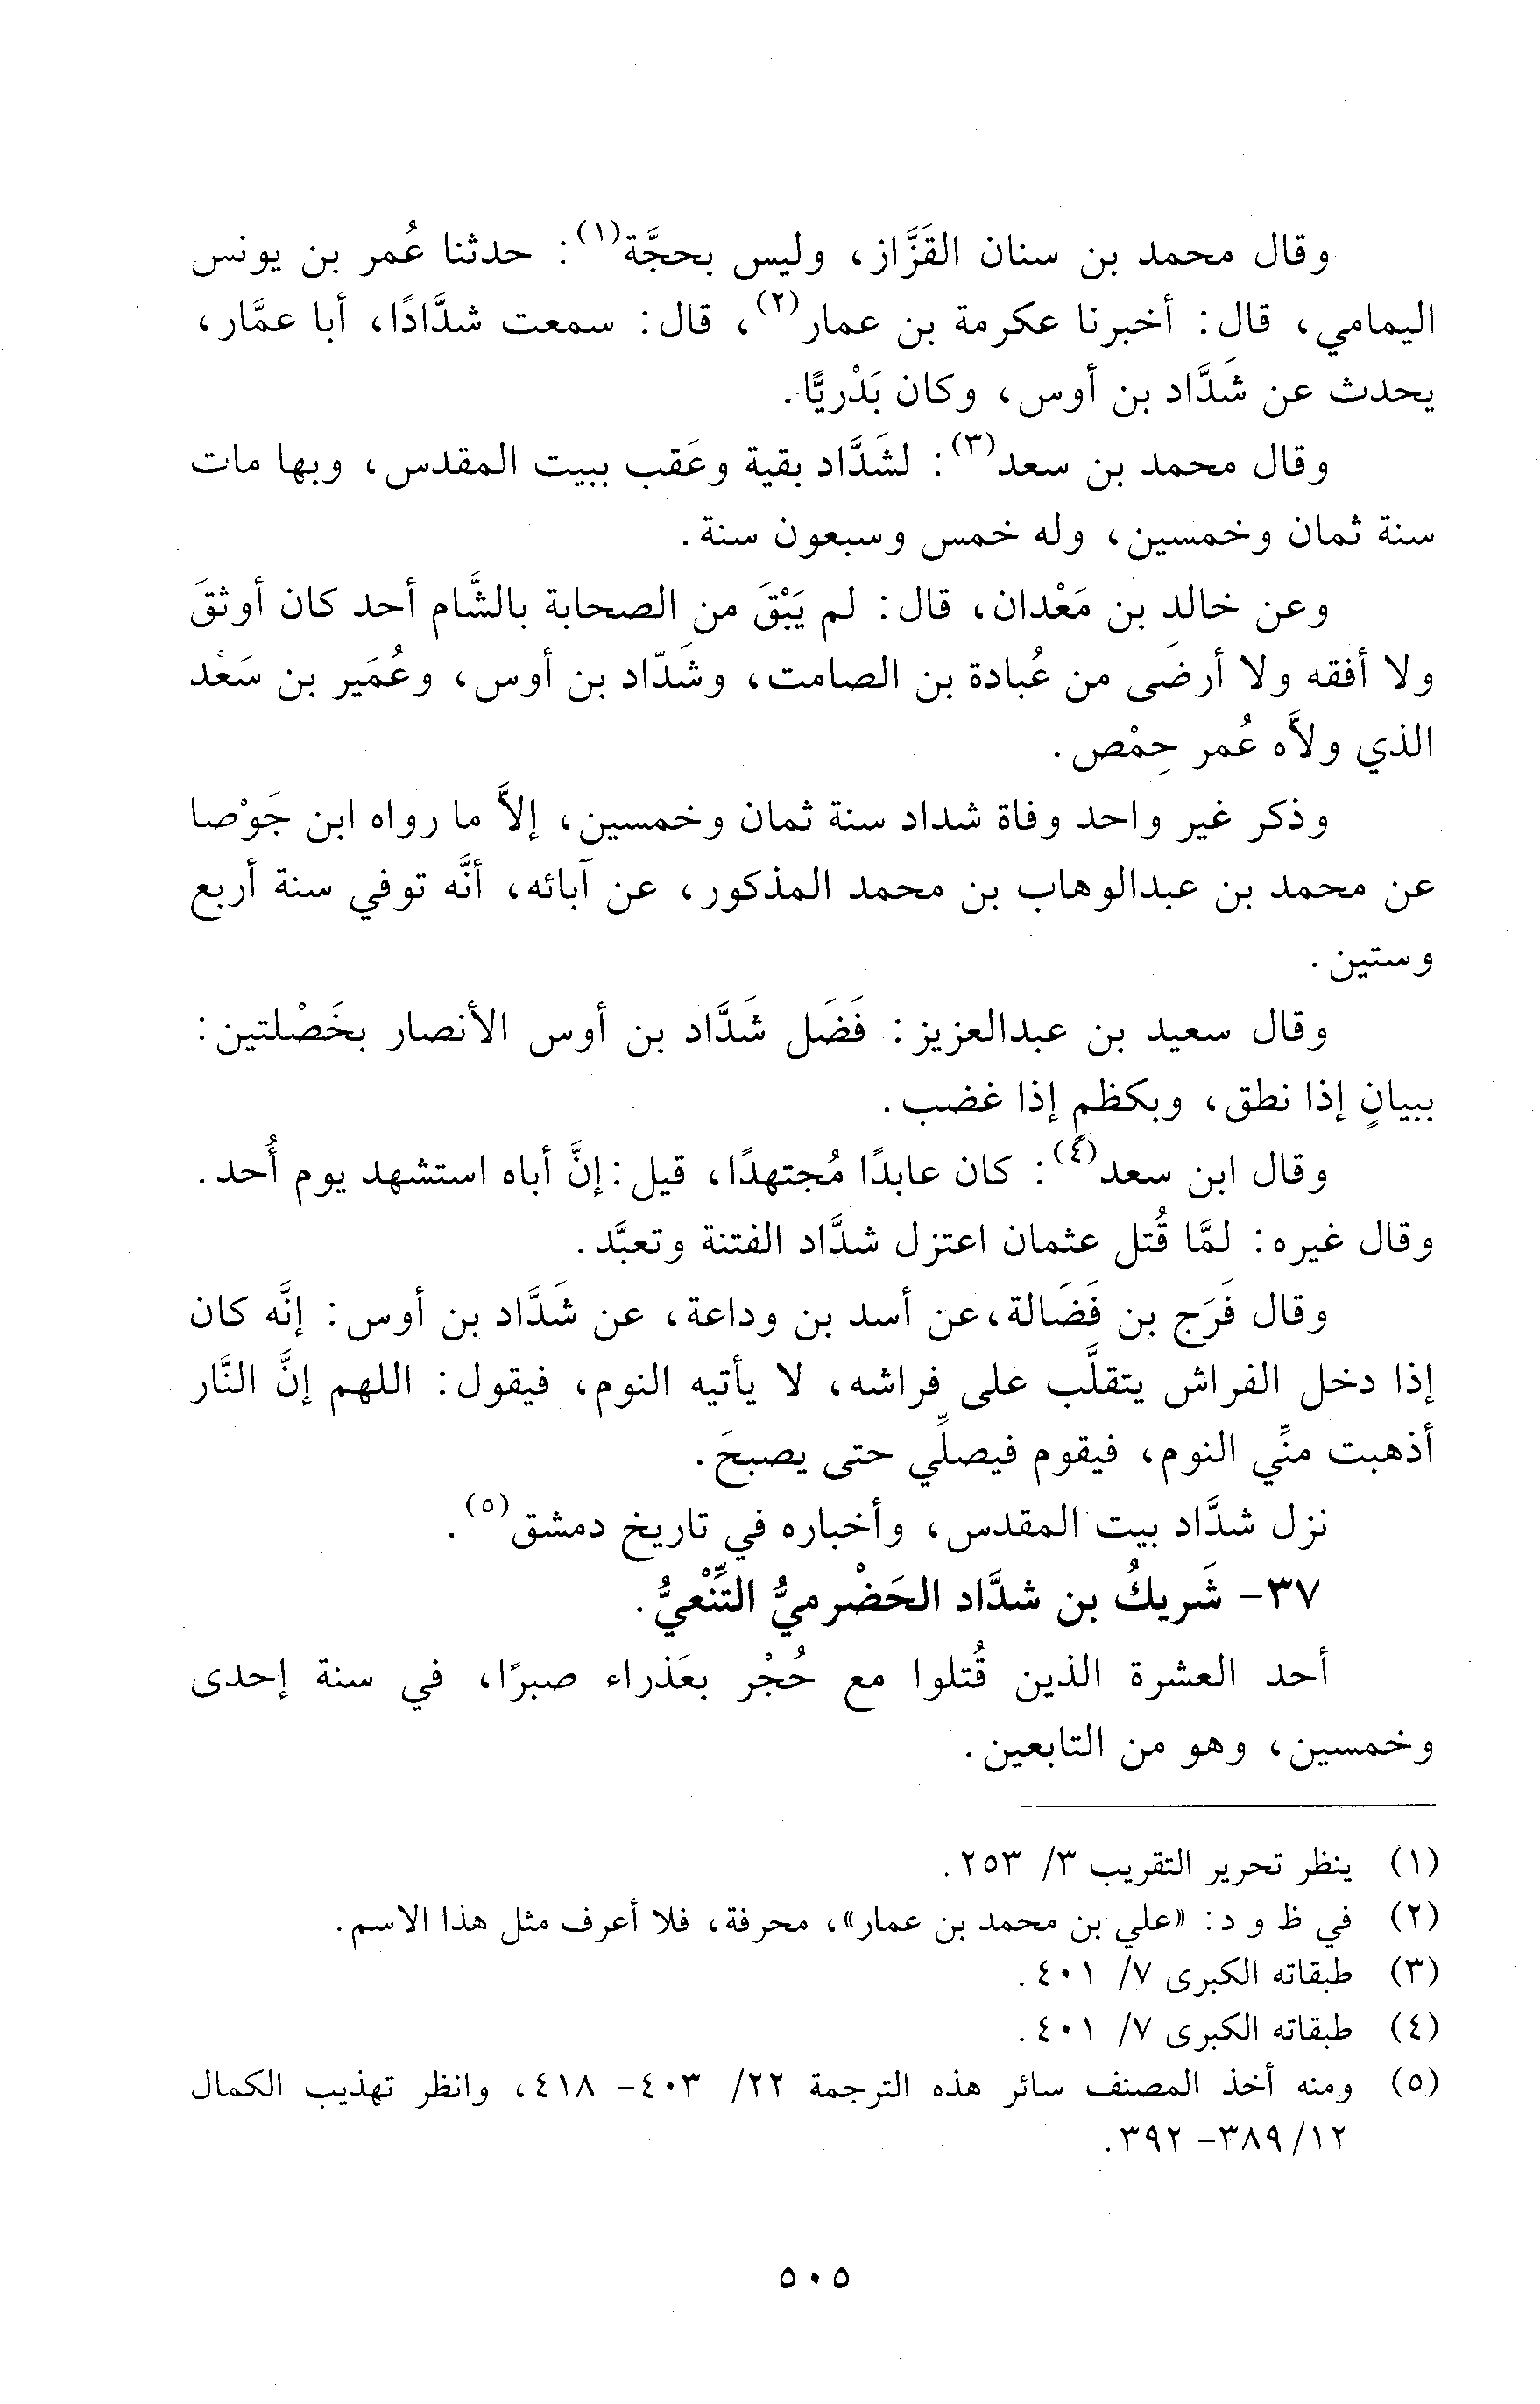 وقال محمد بن سنان القَزَّاز، وليس بحجَّة(١): حدثنا عُمر بن يونس
اليمامي، قال: أخبرنا عكرمة بن عمار(٢)، قال: سمعت شدَّادًا، أبا عمَّار،
يحدث عن شَدَّاد بن أوس، وكان بَدْريًّا.
وقال محمد بن سعد(٣): لشَدَّاد بقية وعَقب ببيت المقدس، وبها مات
سنة ثمان وخمسين، وله خمس وسبعون سنة.
وعن خالد بن مَعْدان، قال: لم يَبْقَ من الصحابة بالشَّام أحد كان أوثقَ
ولا أفقه ولا أرضَى من عُبادة بن الصامت، وشَدّاد بن أوس، وعُمَير بن سَعْد
الذي ولاَّه عُمر حِمْص.
وذكر غير واحد وفاة شداد سنة ثمان وخمسين، إلاَّ ما رواه ابن جَوْصا
عن محمد بن عبدالوهاب بن محمد المذكور، عن آبائه، أنَّه توفي سنة أربع
وستين.
وقال سعيد بن عبدالعزيز: فَضَل شَدَّاد بن أوس الأنصار بخَصْلتين:
ببيانٍ إذا نطق، وبكظمٍ إذا غضب.
وقال ابن سعد(٤): كان عابدًا مُجتهدًا، قيل: إنَّ أباه استشهد يوم أُحد.
وقال غيره: لمَّا قُتل عثمان اعتزل شدَّاد الفتنة وتعبَّد.
وقال فَرَج بن فَضَالة، عن أسد بن وداعة، عن شَدَّاد بن أوس: إنَّه كان
إذا دخل الفراش يتقلَّب على فراشه، لا يأتيه النوم، فيقول: اللهم إنَّ النَّار
أذهبت منِّي النوم، فيقوم فيصلِّي حتى يصبحَ.
نزل شدَّاد بيت المقدس، وأخباره في تاريخ دمشق(٥).
٣٧- شَريكُ بن شدَّاد الحَضْرميُّ التِّنْعيُّ.
أحد العشرة الذين قُتلوا مع حُجْر بعَذراء صبرًا، في سنة إحدى
وخمسين، وهو من التابعين.
(١) ينظر تحرير التقريب ٣/ ٢٥٣.
(٢) في ظ و د: «علي بن محمد بن عمار»، محرفة، فلا أعرف مثل هذا الاسم.
(٣) طبقاته الكبرى ٧/ ٤٠١.
(٤) طبقاته الكبرى ٧/ ٤٠١.
(٥) ومنه أخذ المصنف سائر هذه الترجمة ٢٢/ ٤٠٣- ٤١٨، وانظر تهذيب الكمال
١٢/ ٣٨٩- ٣٩٢.
٥٠٥